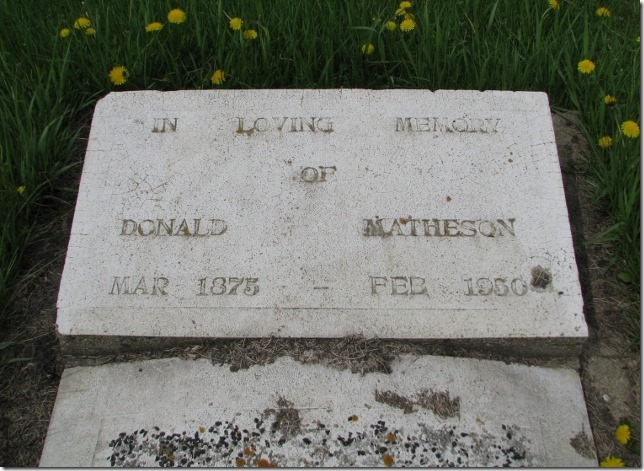 IN LOVING MEMORY
OF
DONALD MATHESON
MAR 1875 - FEB 1950